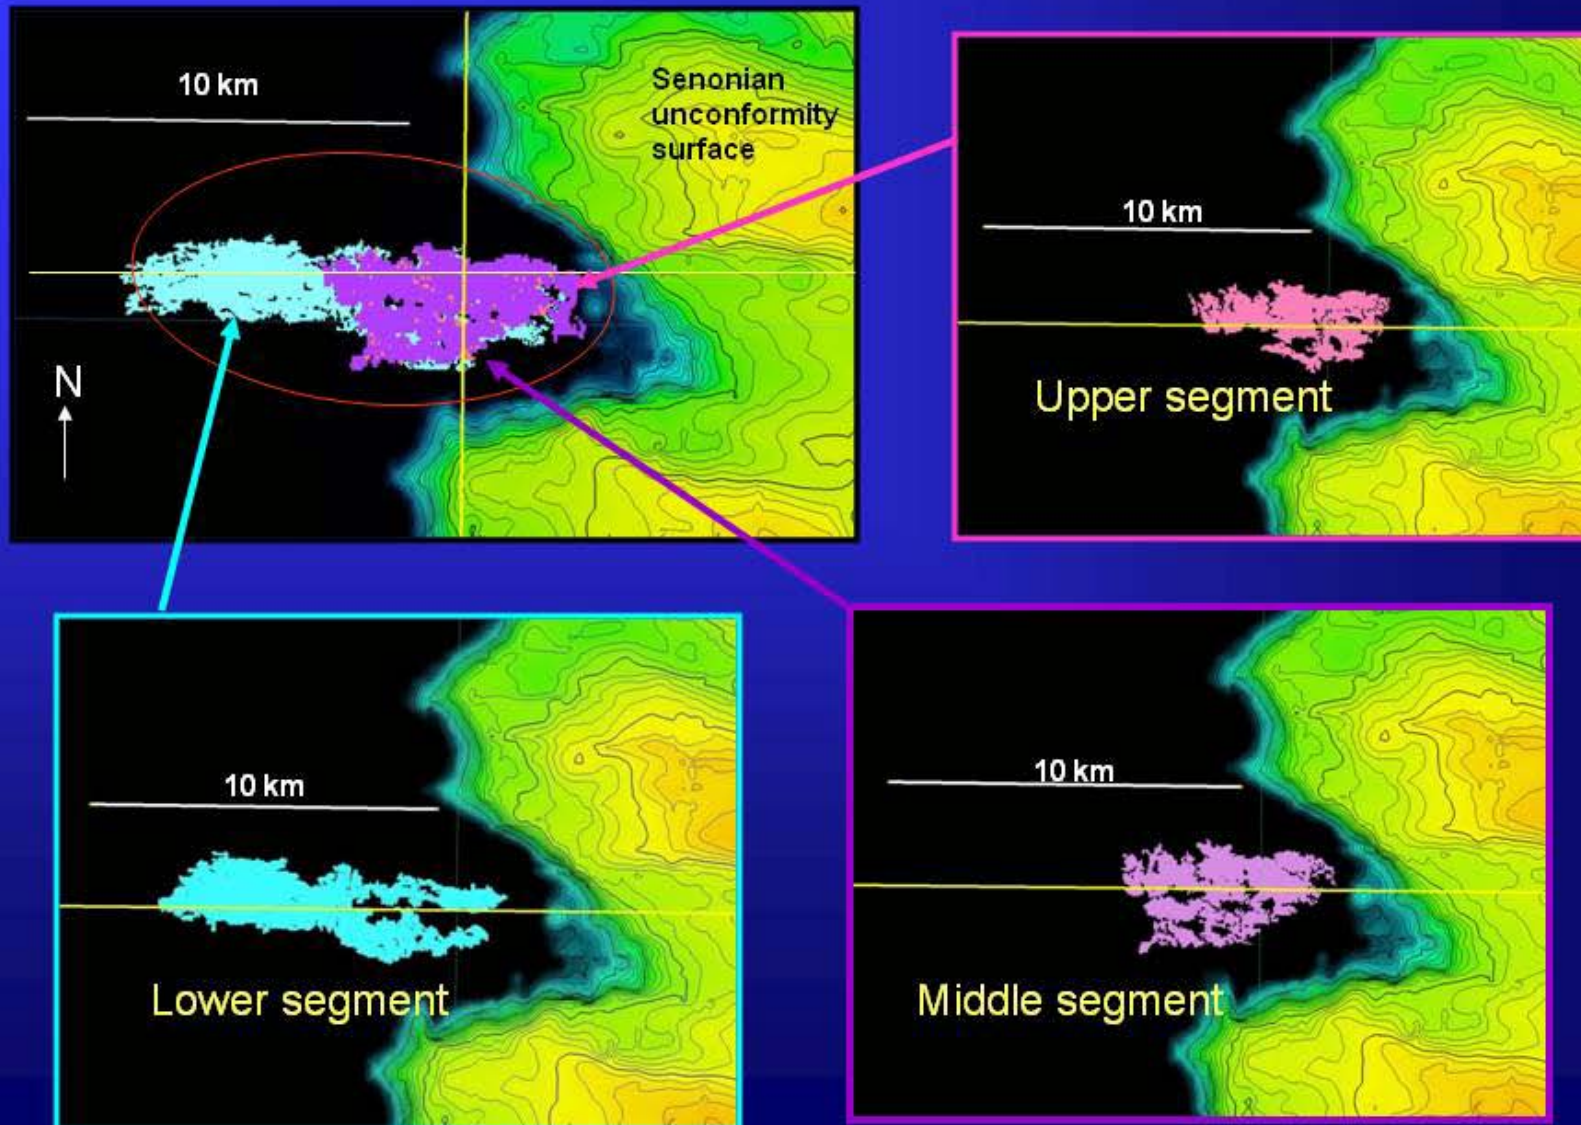 10 km
Senonian
unconformity
surface
N
10 km
Upper segment
10 km
Lower segment
10 km
Middle segment